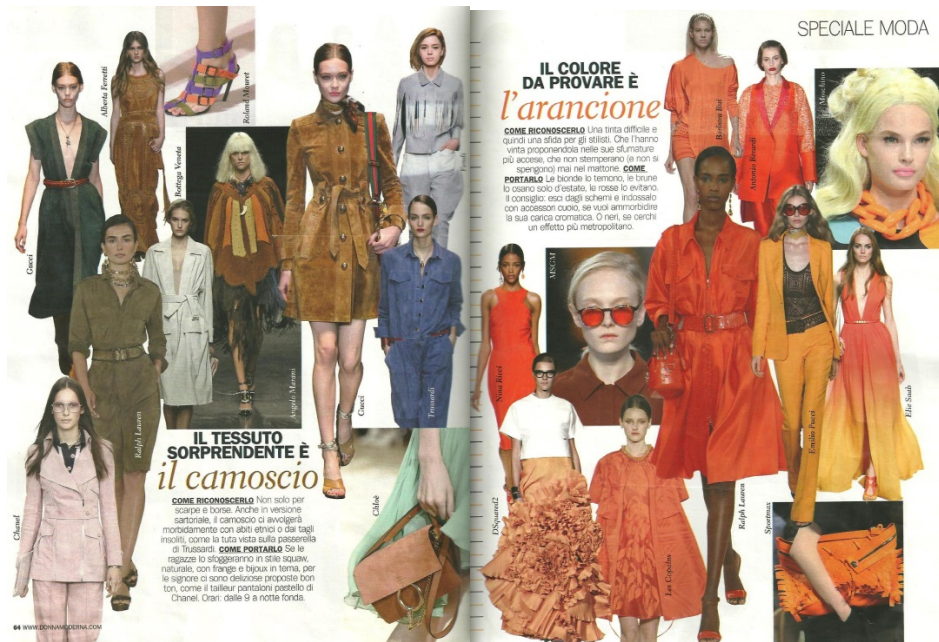 Alberta Ferretti
Roland Mouret
Bottega Veneta
Gucci
Ralph Lauren
Angelo Marani
Gucci
Trussardi
Fendi
Chanel
IL TESSUTO
SORPRENDENTE È
il camoscio
COME RICONOSCERLO Non solo per
scarpe e borse. Anche in versione
sartoriale, il camoscio ci avvolgerà
morbidamente con abiti etnici o dai tagli
insoliti, come la tuta vista sulla passerella
di Trussardi. COME PORTARLO Se le
ragazze lo sfoggeranno in stile squaw,
naturale, con frange e bijoux in tema, per
le signore ci sono deliziose proposte bon
ton, come il tailleur pantaloni pastello di
Chanel. Orari: dalle 9 a notte fonda.
Chloè
64 WWW.DONNAMODERNA.COM
SPECIALE MODA
IL COLORE
DA PROVARE È
l'arancione
COME RICONOSCERLO Una tinta difficile e
quindi una sfida per gli stilisti. Che l'hanno
vinta proponendola nelle sue sfumature
più accese, che non stemperano (e non si
spengono) mai nel mattone. COME
PORTARLO Le bionde lo temono, le brune
lo osano solo d'estate, le rosse lo evitano.
Il consiglio: esci dagli schemi e indossalo
con accessori cuoio, se vuoi ammorbidire
la sua carica cromatica. O neri, se cerchi
un effetto più metropolitano.
Barbara Bui
Antonio Berardi
Moschino
MSGM
Nina Ricci
DSquared2
Les Copains
Ralph Lauren
Emilio Pucci
Elie Saab
Sportmax